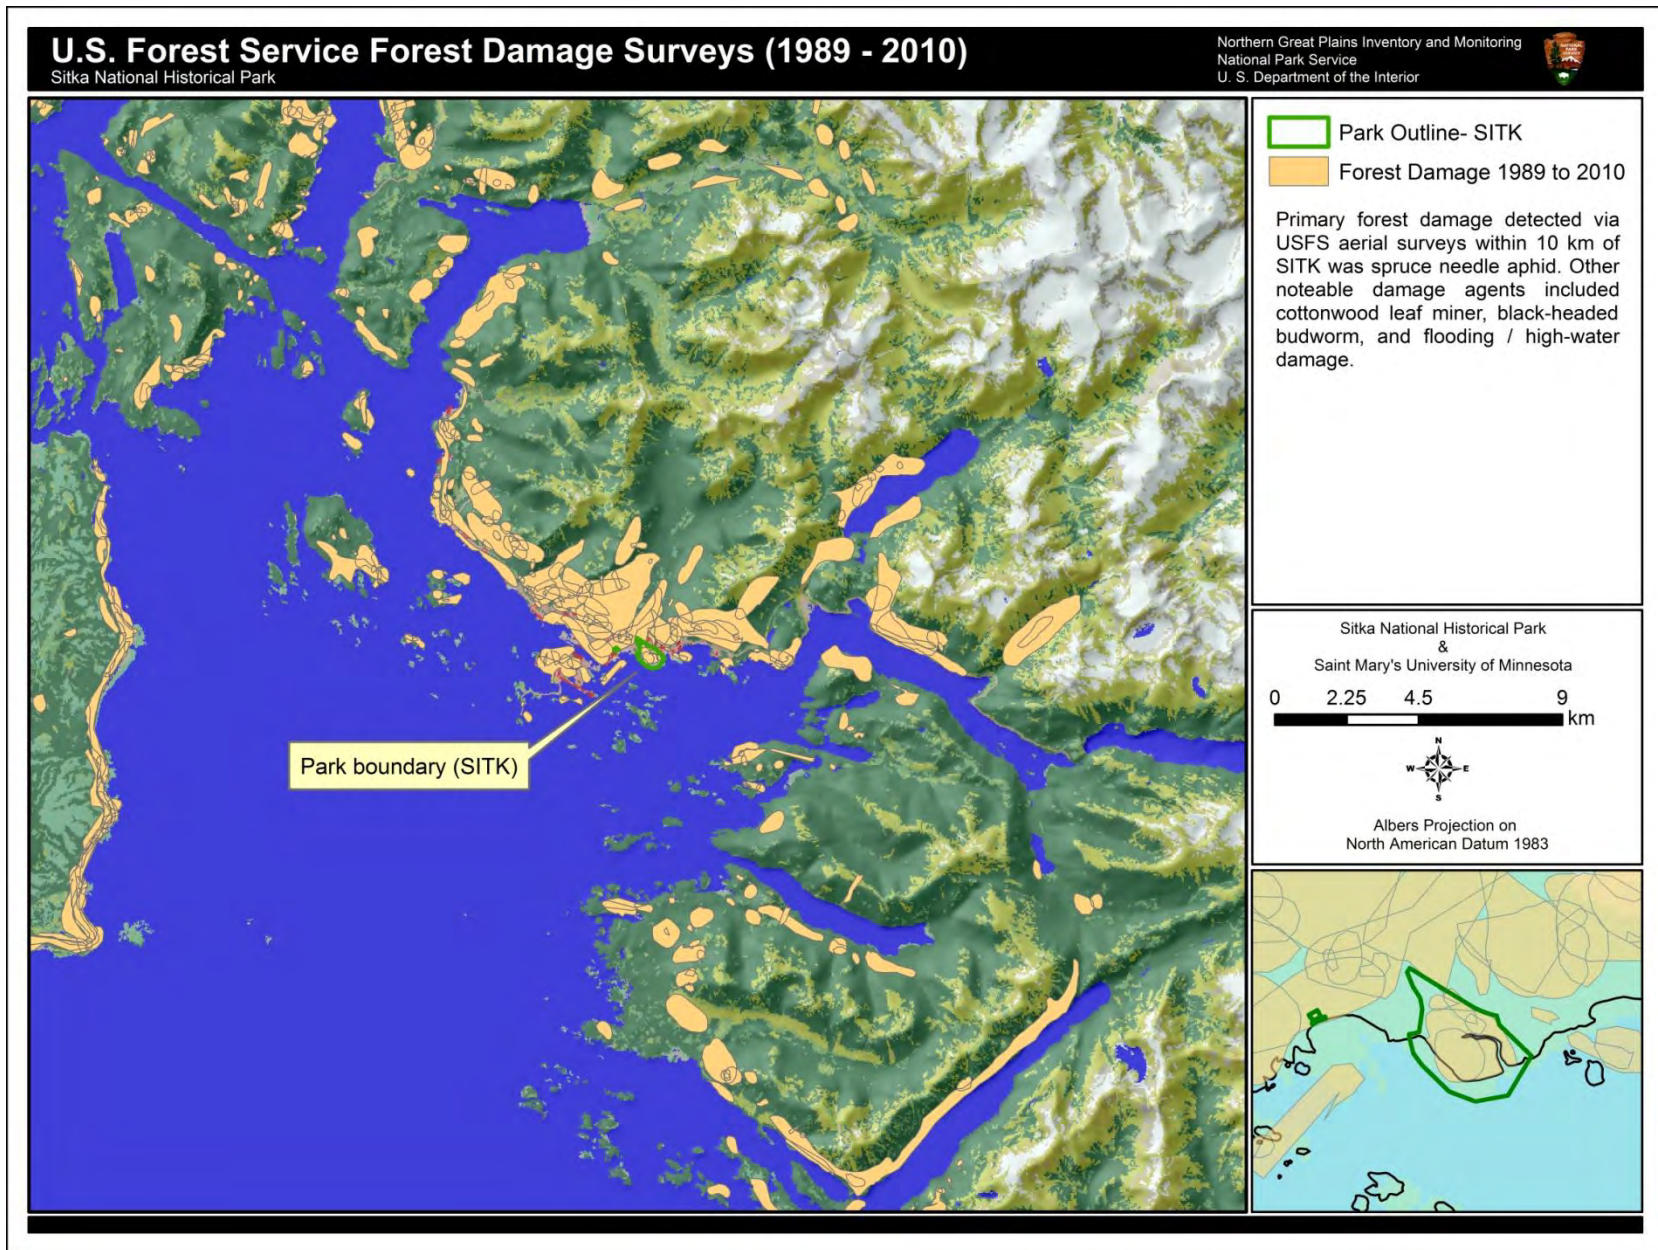 U.S. Forest Service Forest Damage Surveys (1989 - 2010)
Sitka National Historical Park
Northern Great Plains Inventory and Monitoring
National Park Service
U. S. Department of the Interior
Park Outline- SITK
Forest Damage 1989 to 2010
Primary forest damage detected via
USFS aerial surveys within 10 km of
SITK was spruce needle aphid. Other
noteable damage agents included
cottonwood leaf miner, black-headed
budworm, and flooding / high-water
damage.
Park boundary (SITK)
Sitka National Historical Park
&
Saint Mary's University of Minnesota
0 2.25 4.5 9
km
N
W E
S
Albers Projection on
North American Datum 1983